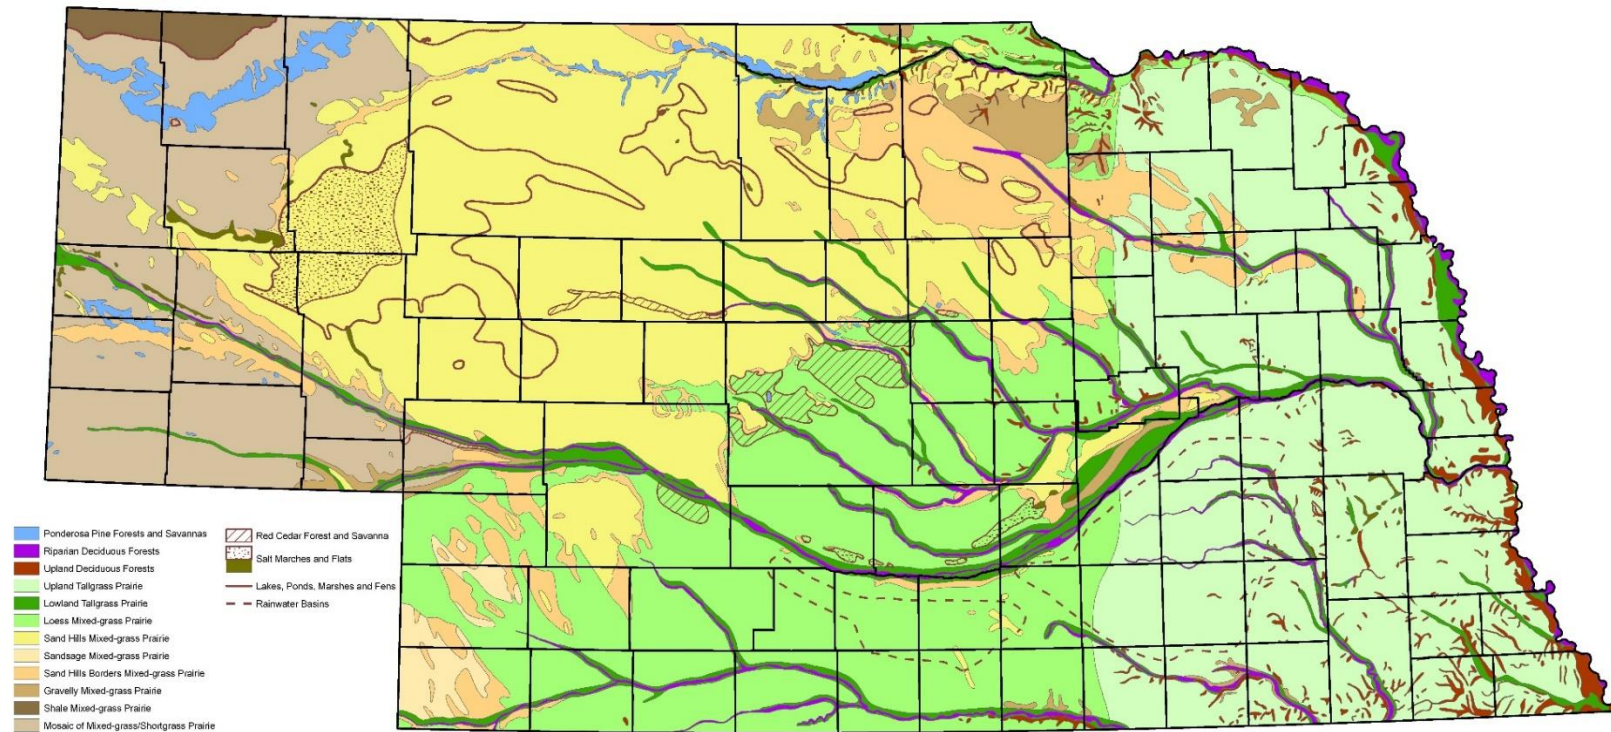 Ponderosa Pine Forests and Savannas
Riparian Deciduous Forests
Upland Deciduous Forests
Upland Tallgrass Prairie
Lowland Tallgrass Prairie
Loess Mixed-grass Prairie
Sand Hills Mixed-grass Prairie
Sandsage Mixed-grass Prairie
Sand Hills Borders Mixed-grass Prairie
Gravelly Mixed-grass Prairie
Shale Mixed-grass Prairie
Mosaic of Mixed-grass/Shortgrass Prairie
Red Cedar Forest and Savanna
Salt Marches and Flats
Lakes, Ponds, Marshes and Fens
Rainwater Basins